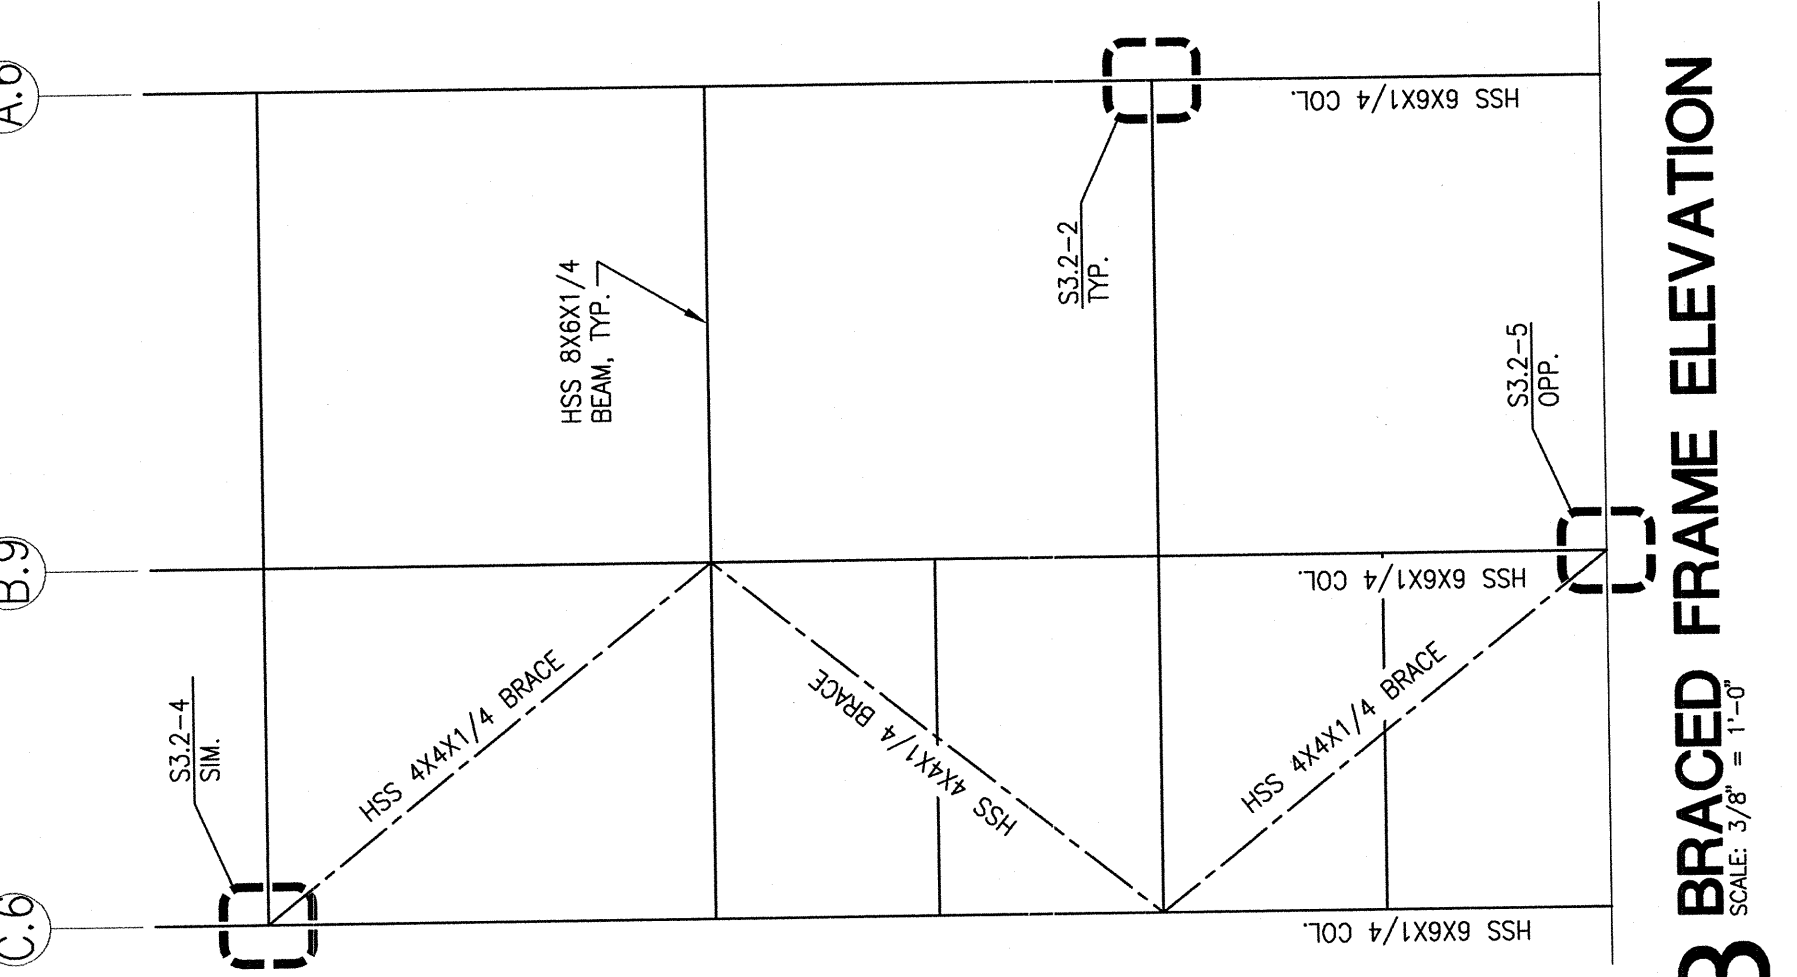 C.6
B.9
A.6
S3.2-4
SIM.
HSS 4X4X1/4 BRACE
HSS 8X6X1/4
BEAM, TYP.
HSS 4X4X1/4 BRACE
S3.2-2
TYP.
HSS 4X4X1/4 BRACE
HSS 6X6X1/4 COL.
HSS 6X6X1/4 COL.
HSS 6X6X1/4 COL.
S3.2-5
OPP.
BRACED FRAME ELEVATION
SCALE: 3/8" = 1'-0"